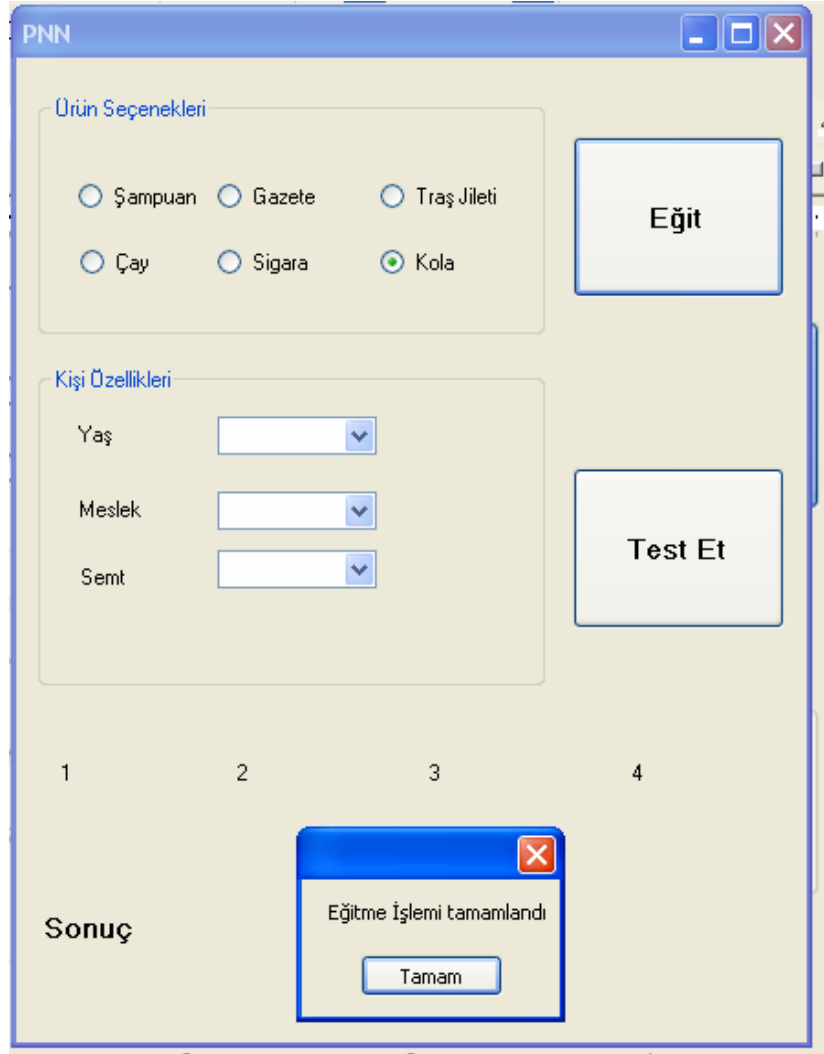 PNN
Ürün Seçenekleri
Şampuan Gazete Traş Jileti
Çay Sigara Kola
Eğit
Kişi Özellikleri
Yaş
Meslek
Semt
Test Et
1 2 3 4
Sonuç
Eğitme İşlemi tamamlandı
Tamam